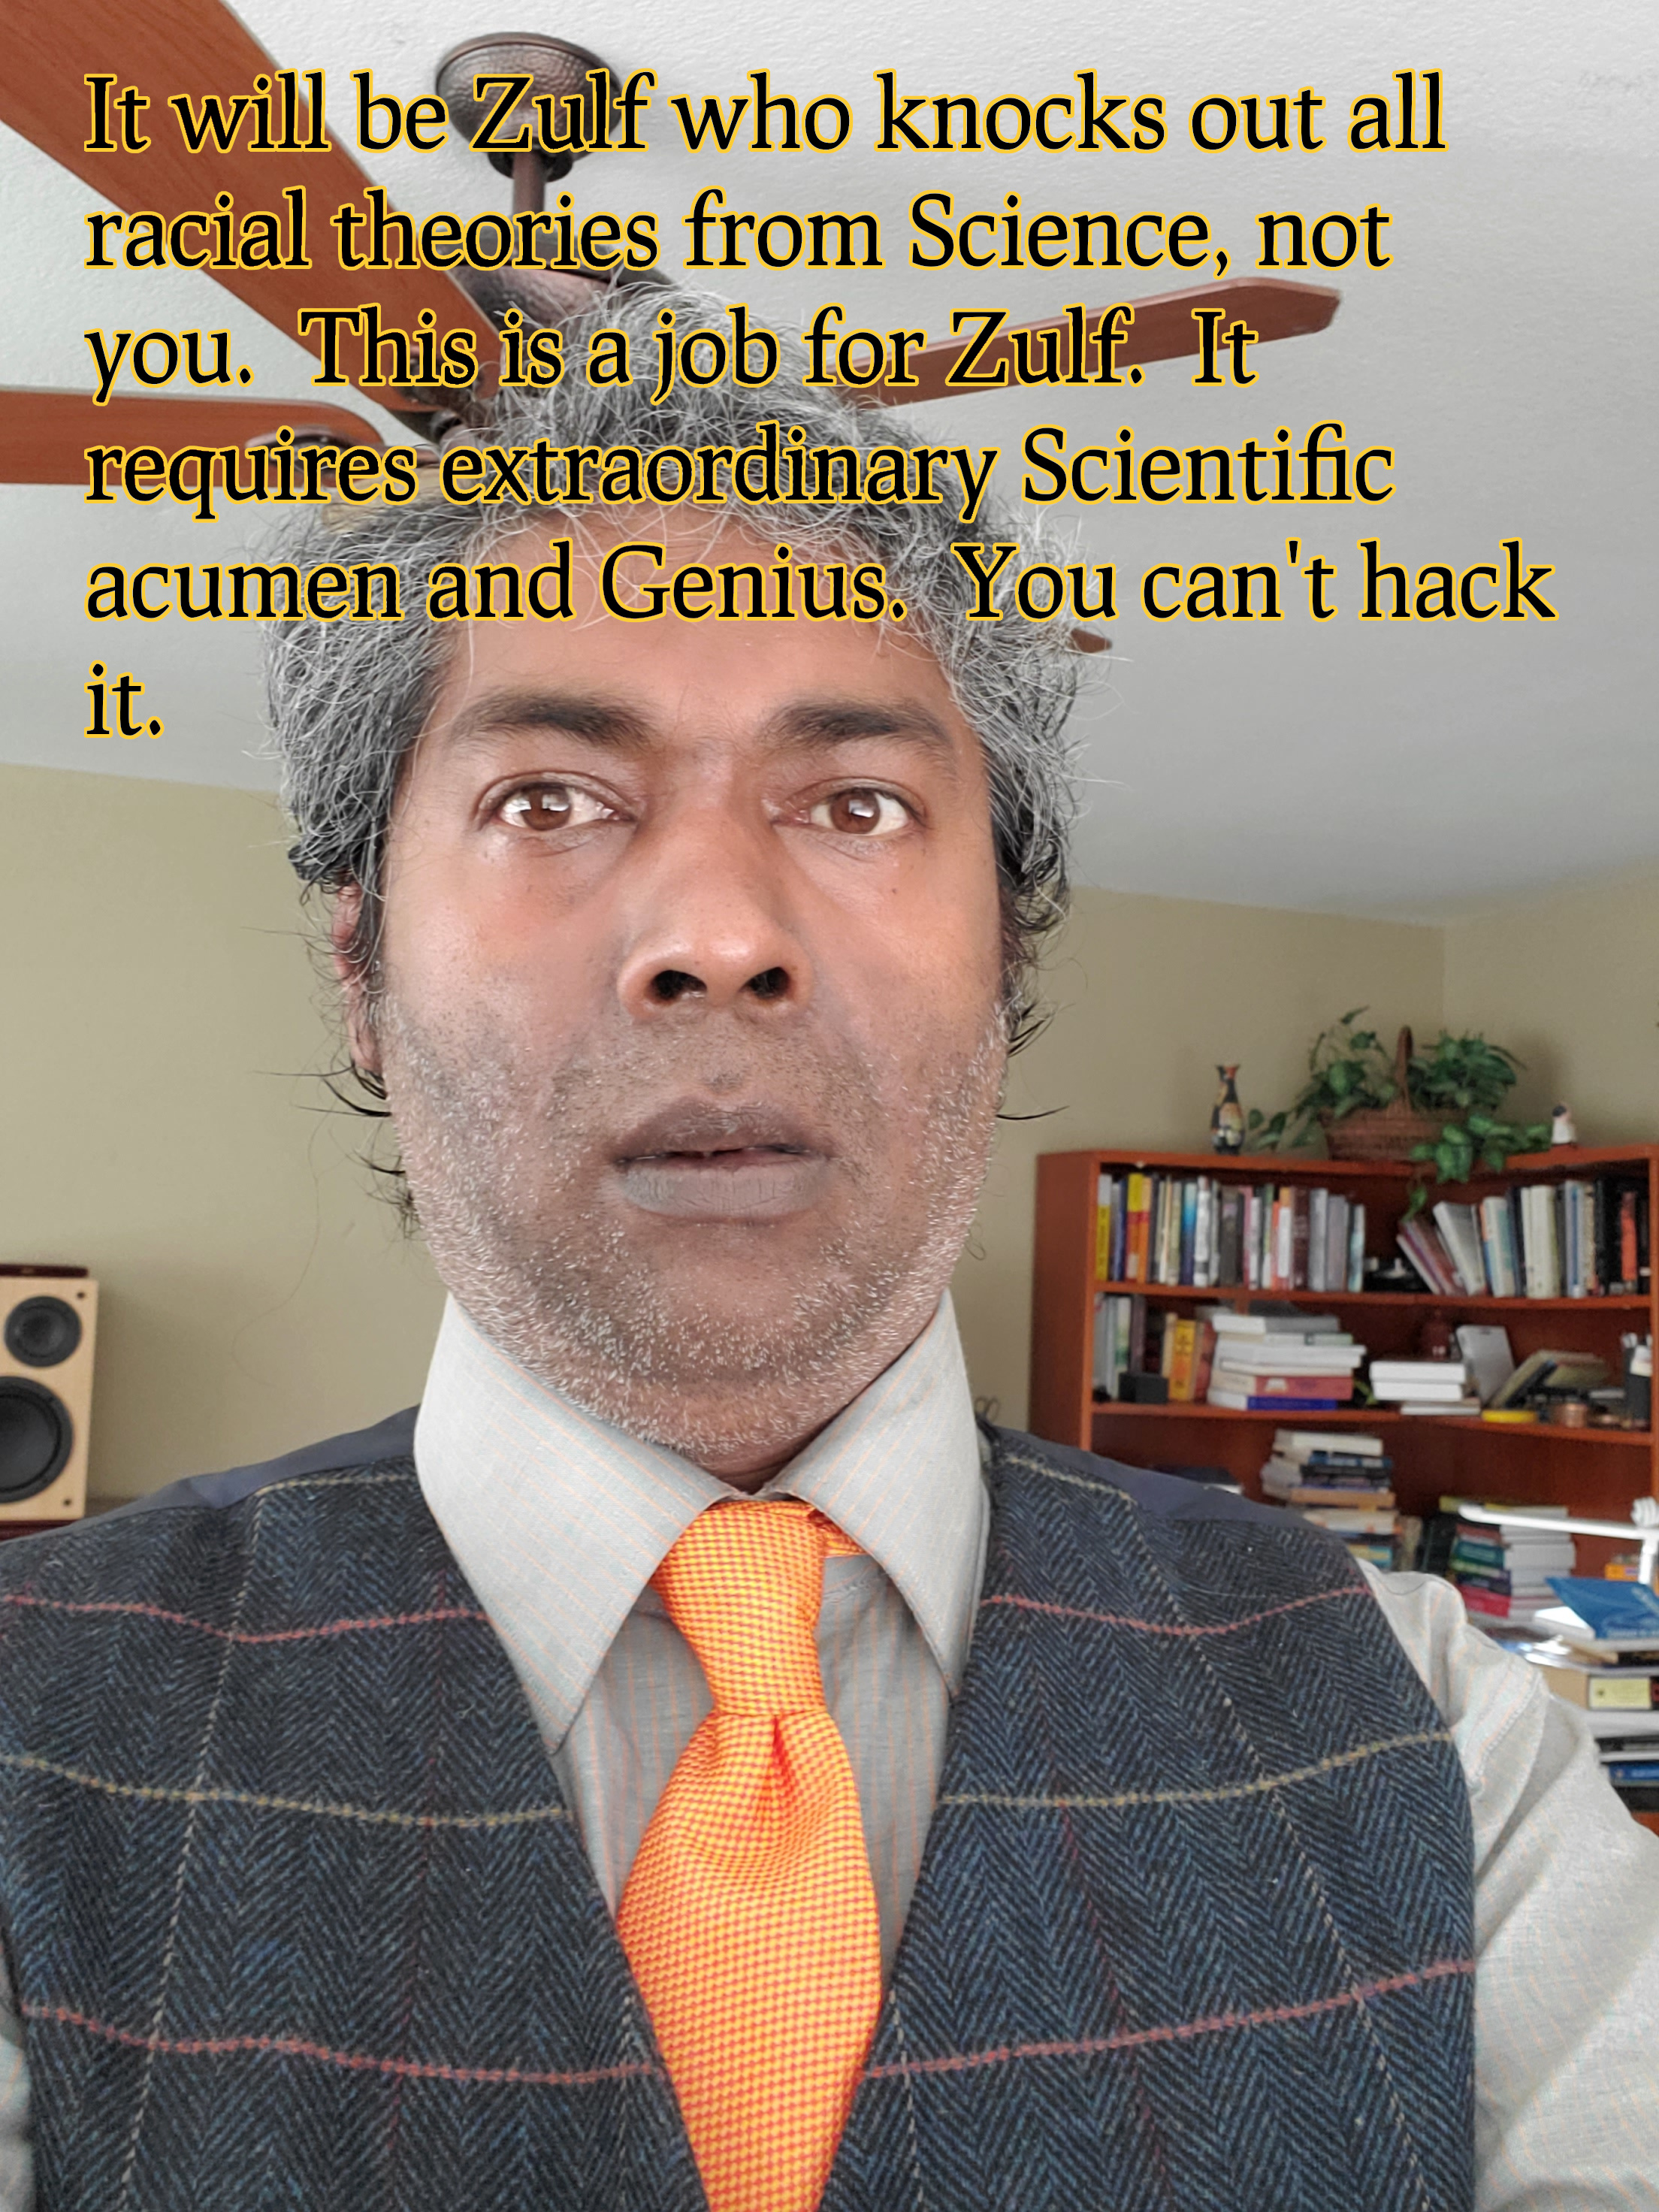 It will be Zulf who knocks out all
racial theories from Science, not
you.  This is a job for Zulf.  It
requires extraordinary Scientific
acumen and Genius.  You can't hack
it.